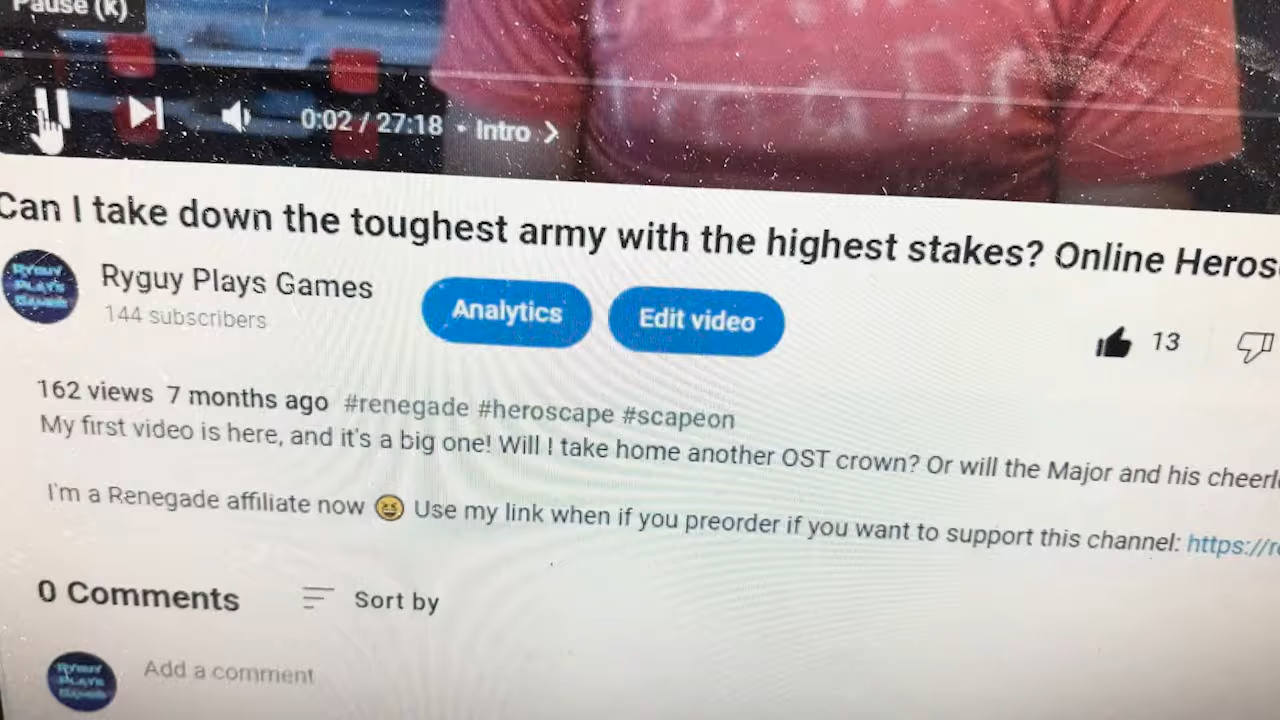 Pause (k)
0:02 / 27:18 • Intro
Can I take down the toughest army with the highest stakes? Online Heros
Ryguy Plays Games
144 subscribers
Analytics
Edit video
13
162 views 7 months ago #renegade #heroscape #scapeon
My first video is here, and it's a big one! Will I take home another OST crown? Or will the Major and his cheerl
I'm a Renegade affiliate now 😆 Use my link when if you preorder if you want to support this channel: https://r
0 Comments
Sort by
RYGUY
PLAYS
GAMES
Add a comment